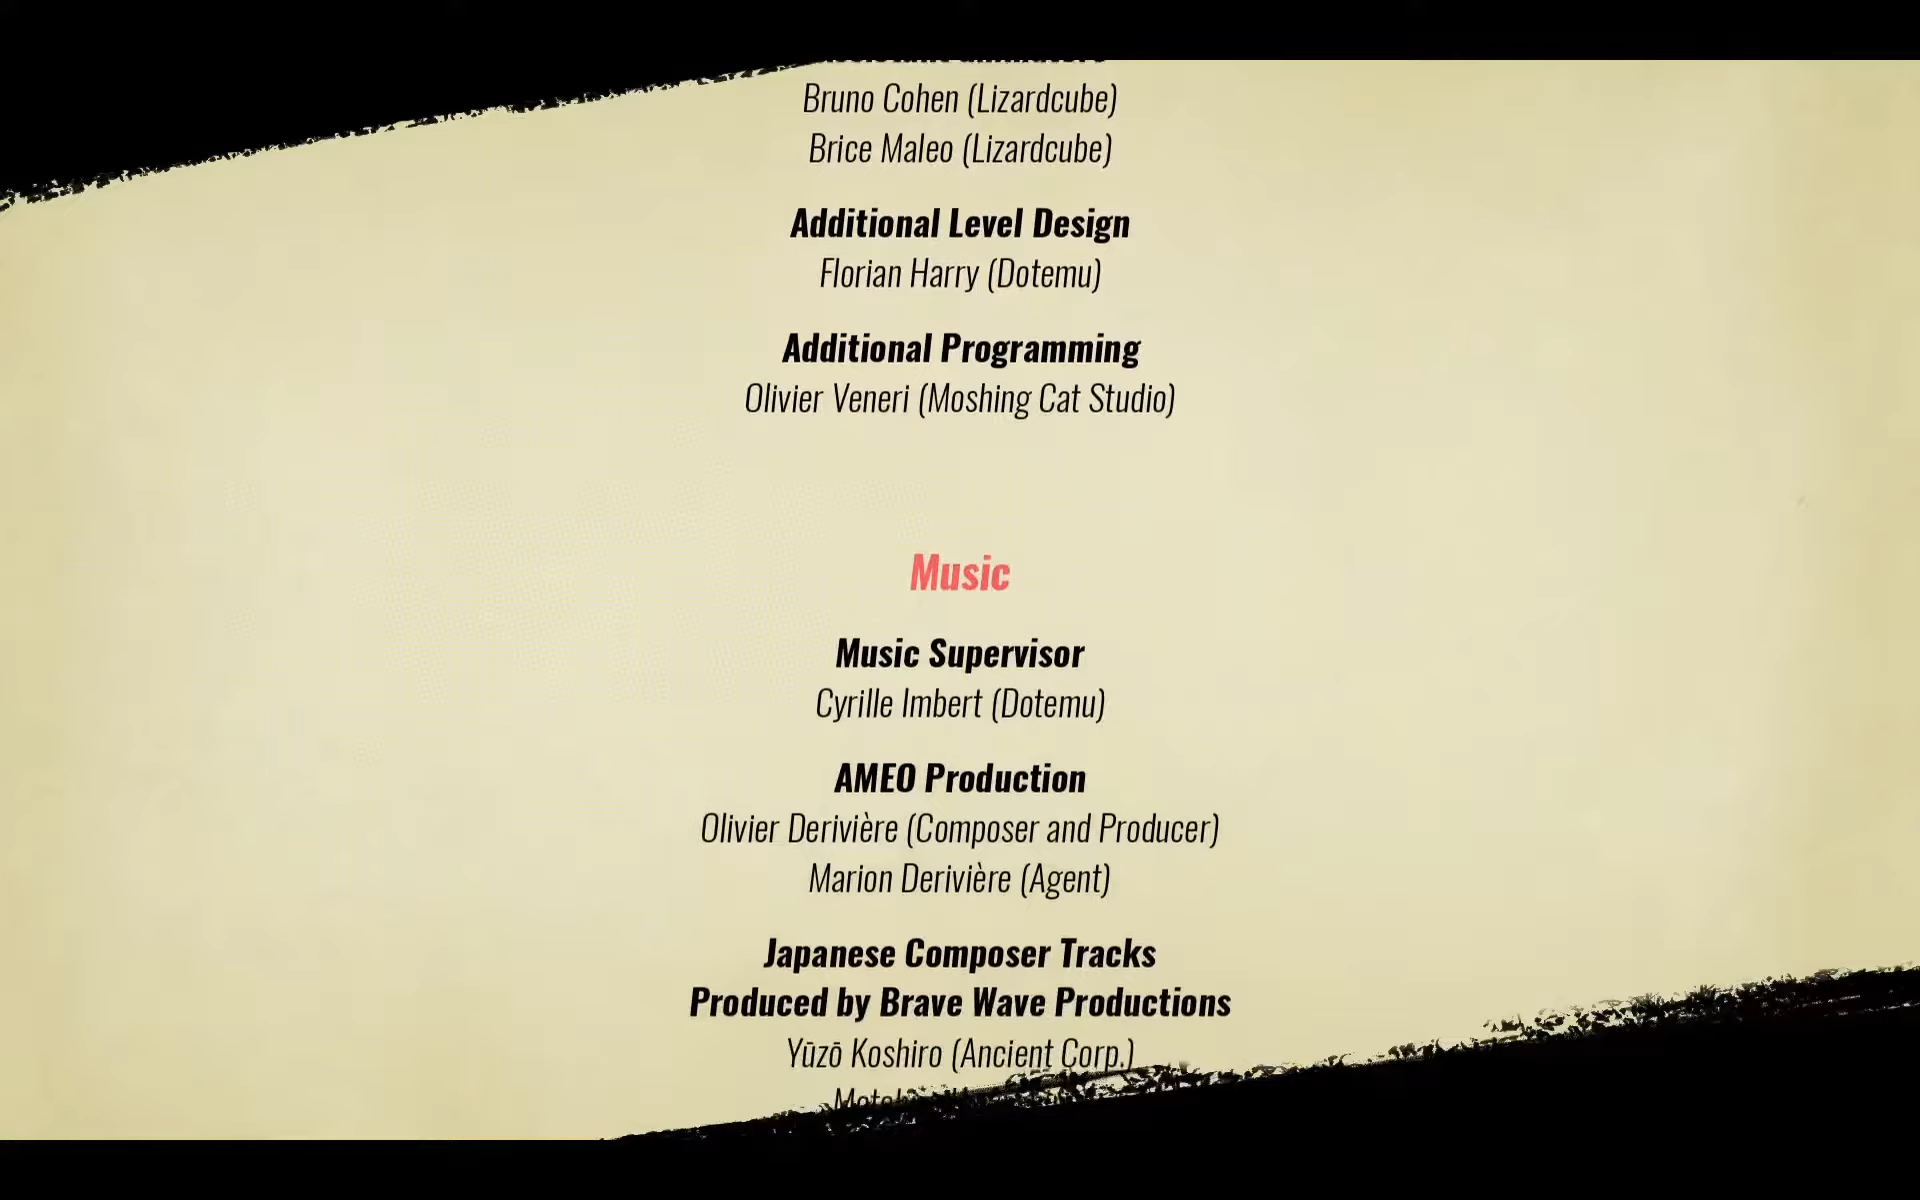 Bruno Cohen (Lizardcube)
Brice Maleo (Lizardcube)
Additional Level Design
Florian Harry (Dotemu)
Additional Programming
Olivier Veneri (Moshing Cat Studio)
Music
Music Supervisor
Cyrille Imbert (Dotemu)
AMEO Production
Olivier Derivière (Composer and Producer)
Marion Derivière (Agent)
Japanese Composer Tracks
Produced by Brave Wave Productions
Yūzō Koshiro (Ancient Corp.)